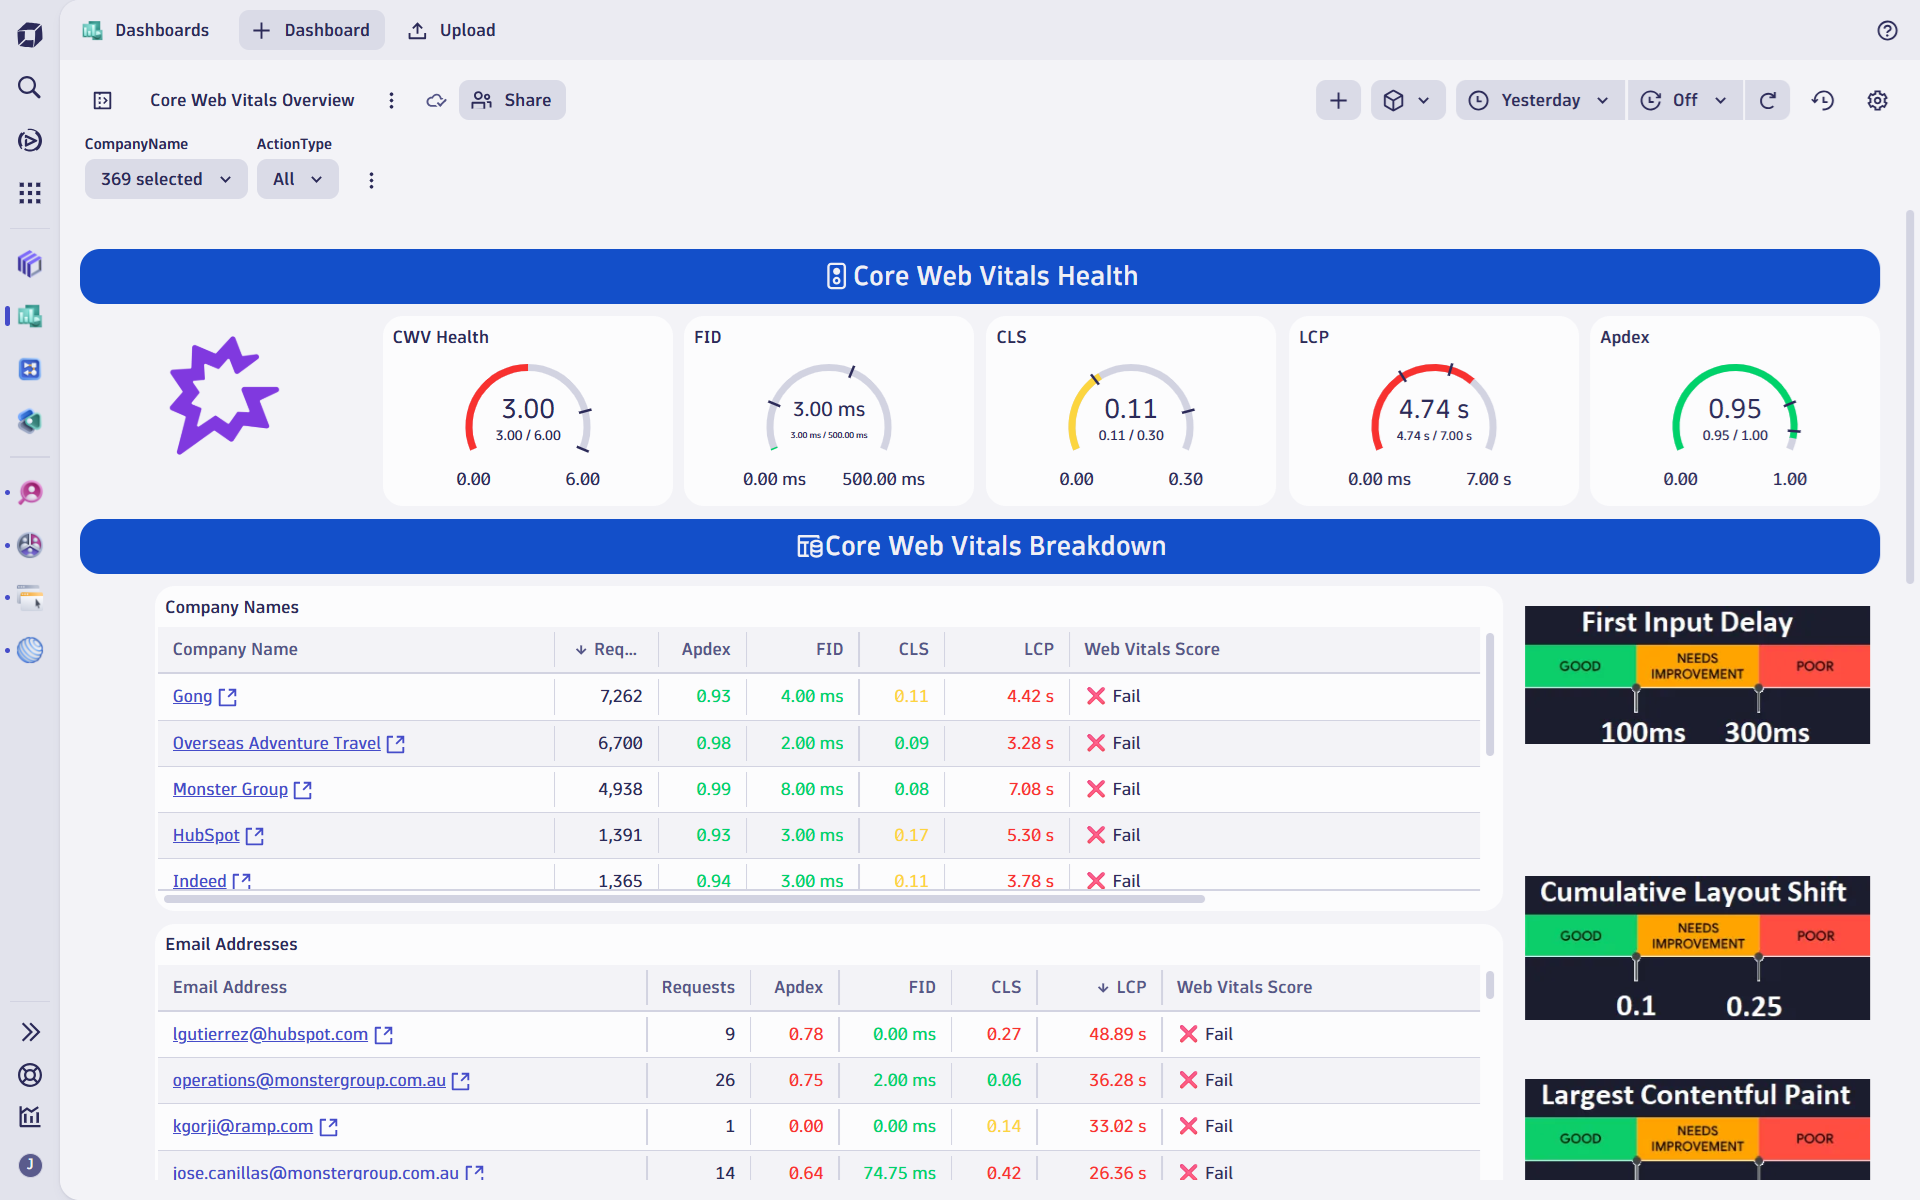 Dashboards
Dashboard
Upload
Core Web Vitals Overview
Share
Yesterday
Off
CompanyName
ActionType
369 selected
All
Core Web Vitals Health
CWV Health
3.00
3.00 / 6.00
0.00
6.00
FID
3.00 ms
3.00 ms / 500.00 ms
0.00 ms
500.00 ms
CLS
0.11
0.11 / 0.30
0.00
0.30
LCP
4.74 s
4.74 s / 7.00 s
0.00 ms
7.00 s
Apdex
0.95
0.95 / 1.00
0.00
1.00
Core Web Vitals Breakdown
Company Names
Company Name Req... Apdex FID CLS LCP Web Vitals Score
Gong 7,262 0.93 4.00 ms 0.11 4.42 s Fail
Overseas Adventure Travel 6,700 0.98 2.00 ms 0.09 3.28 s Fail
Monster Group 4,938 0.99 8.00 ms 0.08 7.08 s Fail
HubSpot 1,391 0.93 3.00 ms 0.17 5.30 s Fail
Indeed 1,365 0.94 3.00 ms 0.11 3.78 s Fail
Email Addresses
Email Address Requests Apdex FID CLS LCP Web Vitals Score
lgutierrez@hubspot.com 9 0.78 0.00 ms 0.27 48.89 s Fail
operations@monstergroup.com.au 26 0.75 2.00 ms 0.06 36.28 s Fail
kgorji@ramp.com 1 0.00 0.00 ms 0.14 33.02 s Fail
jose.canillas@monstergroup.com.au 14 0.64 74.75 ms 0.42 26.36 s Fail
First Input Delay
GOOD
NEEDS
IMPROVEMENT
POOR
100ms
300ms
Cumulative Layout Shift
GOOD
NEEDS
IMPROVEMENT
POOR
0.1
0.25
Largest Contentful Paint
GOOD
NEEDS
IMPROVEMENT
POOR
J